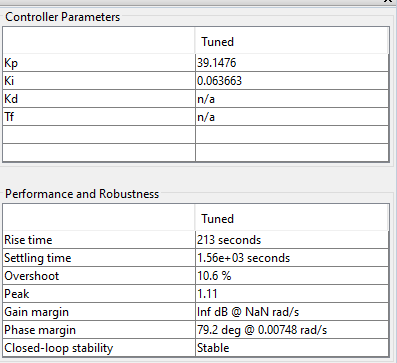 Controller Parameters
Tuned
Kp 39.1476
Ki 0.063663
Kd n/a
Tf n/a
Performance and Robustness
Tuned
Rise time 213 seconds
Settling time 1.56e+03 seconds
Overshoot 10.6 %
Peak 1.11
Gain margin Inf dB @ NaN rad/s
Phase margin 79.2 deg @ 0.00748 rad/s
Closed-loop stability Stable